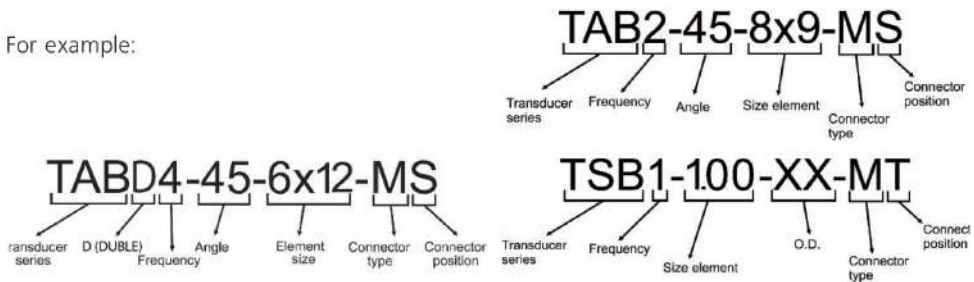 For example:
TAB2-45-8x9-MS
Transducer series
Frequency
Angle
Size element
Connector type
Connector position
TABD4-45-6x12-MS
ransducer series
D (DUBLE)
Frequency
Angle
Element size
Connector type
Connector position
TSB1-1.00-XX-MT
Transducer series
Frequency
Size element
O.D.
Connector type
Connect position